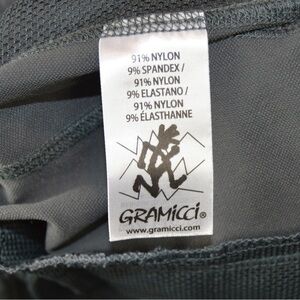 91% NYLON
9% SPANDEX /
91% NYLON
9% ELASTANO /
91% NYLON
9% ÉLASTHANNE
GRAMICCI®
www.gramicci.com